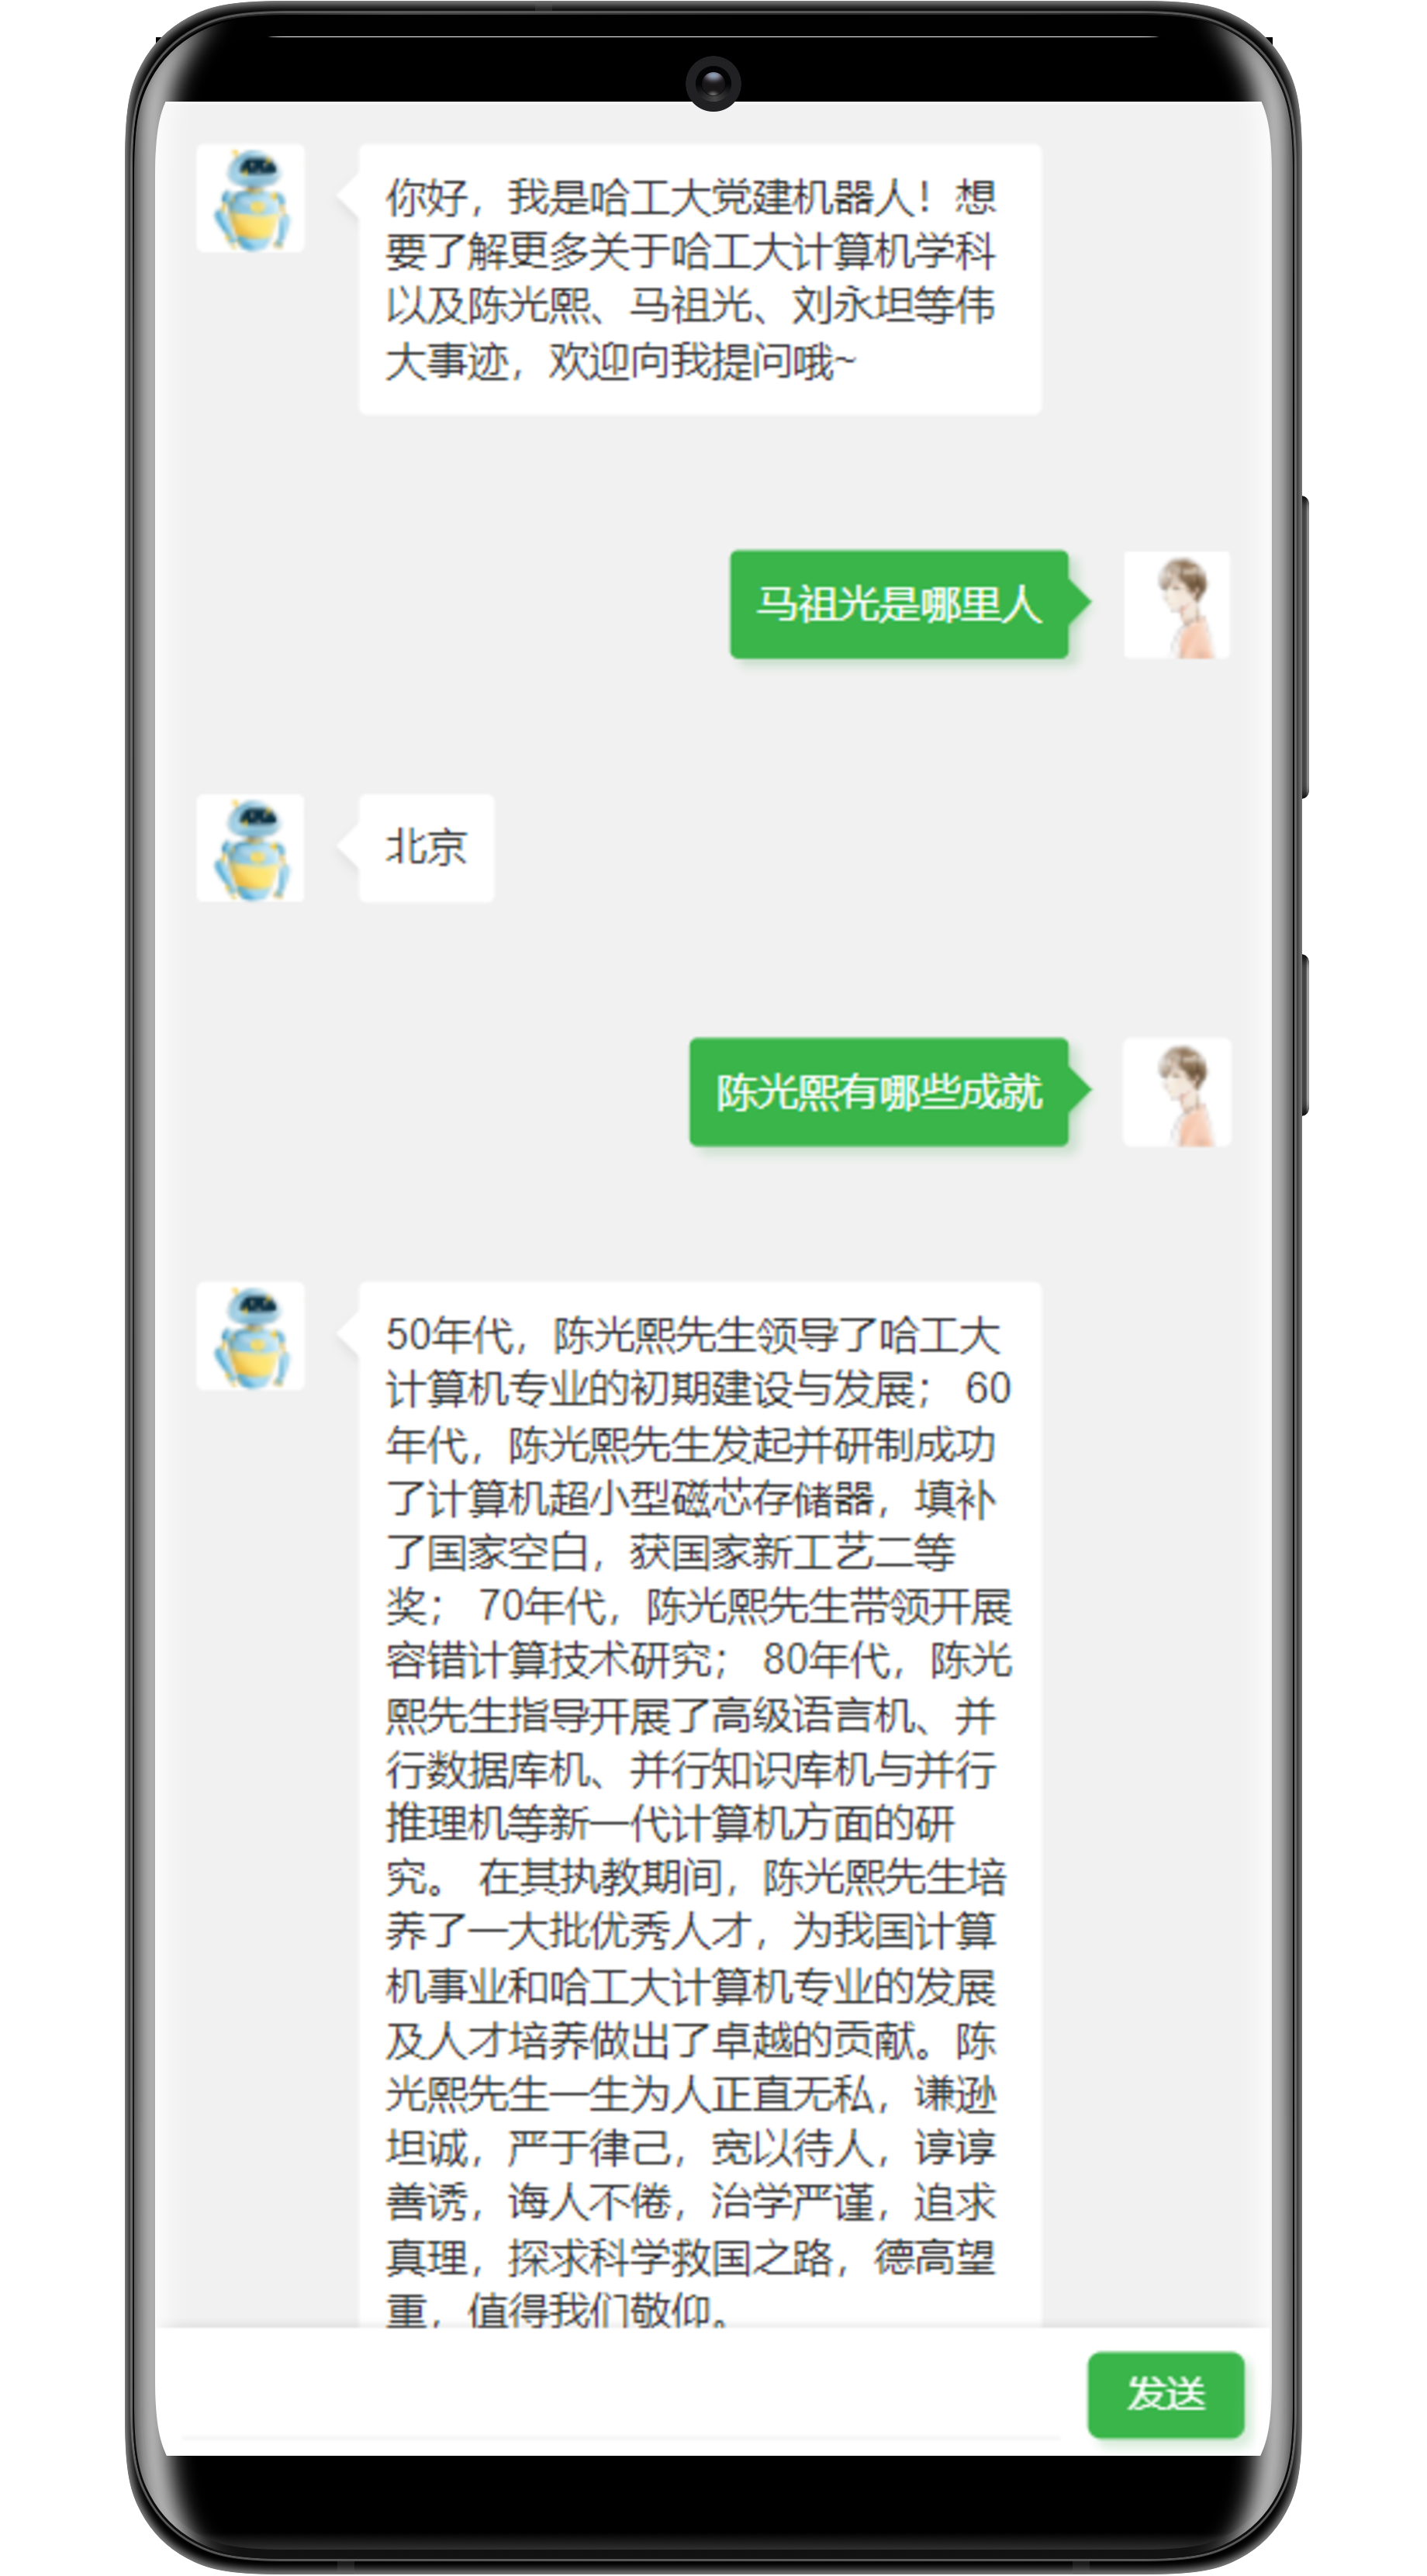 你好，我是哈工大党建机器人！想
要了解更多关于哈工大计算机学科
以及陈光熙、马祖光、刘永坦等伟
大事迹，欢迎向我提问哦~
马祖光是哪里人
北京
陈光熙有哪些成就
50年代，陈光熙先生领导了哈工大
计算机专业的初期建设与发展； 60
年代，陈光熙先生发起并研制成功
了计算机超小型磁芯存储器，填补
了国家空白，获国家新工艺二等
奖； 70年代，陈光熙先生带领开展
容错计算技术研究； 80年代，陈光
熙先生指导开展了高级语言机、并
行数据库机、并行知识库机与并行
推理机等新一代计算机方面的研
究。 在其执教期间，陈光熙先生培
养了一大批优秀人才，为我国计算
机事业和哈工大计算机专业的发展
及人才培养做出了卓越的贡献。陈
光熙先生一生为人正直无私，谦逊
坦诚，严于律己，宽以待人，谆谆
善诱，诲人不倦，治学严谨，追求
真理，探求科学救国之路，德高望
重，值得我们敬仰。
发送